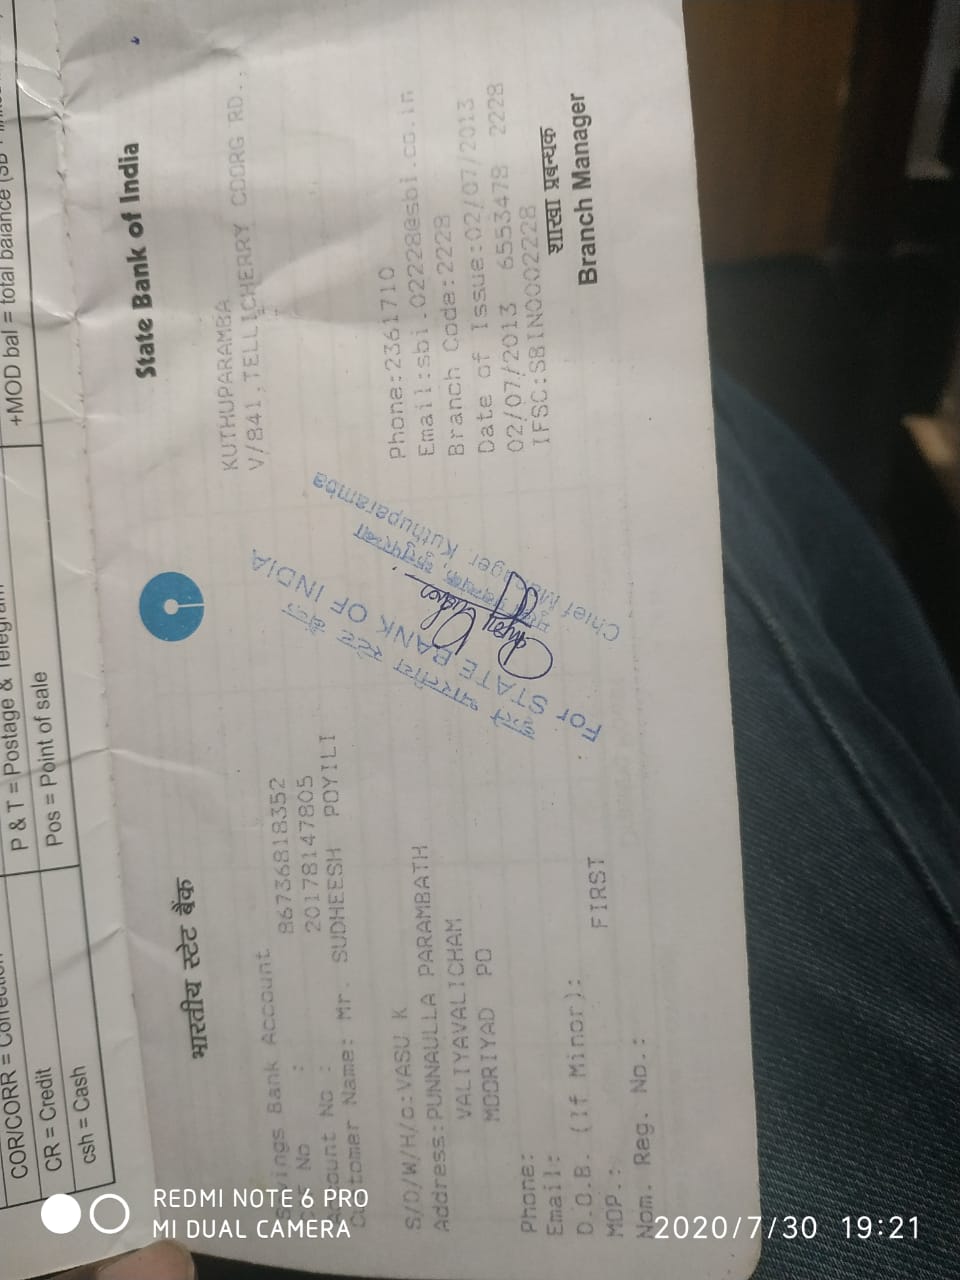 COR/CORR = Correction
P & T = Postage & Telegram
+MOD bal = total balance (SB
CR = Credit
Pos = Point of sale
csh = Cash
भारतीय स्टेट बैंक
State Bank of India
KUTHUPARAMBA
V/841,TELLICHERRY COORG RD.,
Savings Bank Account
No : 86736818352
Account No : 20178147805
Customer Name: Mr. SUDHEESH POYILI
S/D/W/H/o:VASU K
Address:PUNNAULLA PARAMBATH
VALIYAVALICHAM
MOORIYAD PO
Phone:
Email:
D.O.B. (If Minor):
MOP.: FIRST
Nom. Reg. No.:
Phone:2361710
Email:sbi.02228@sbi.co.in
Branch Code:2228
Date of Issue:02/07/2013
02/07/2013 6553478 2228
IFSC:SBIN0002228
शाखा प्रबन्धक
Branch Manager
कृते भारतीय स्टेट बैंक
For STATE BANK OF INDIA
Chief Manager, Kuthuparamba
REDMI NOTE 6 PRO
MI DUAL CAMERA
2020/7/30 19:21